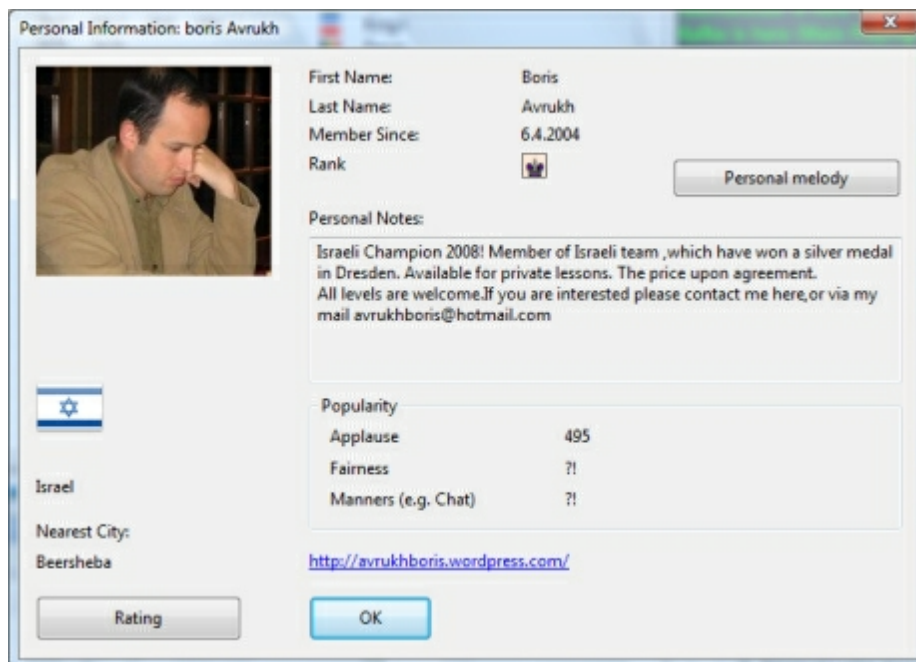 Personal Information: boris Avrukh
First Name: Boris
Last Name: Avrukh
Member Since: 6.4.2004
Rank
Personal melody
Personal Notes:
Israeli Champion 2008! Member of Israeli team ,which have won a silver medal
in Dresden. Available for private lessons. The price upon agreement.
All levels are welcome.If you are interested please contact me here,or via my
mail avrukhboris@hotmail.com
Popularity
Applause 495
Fairness ?!
Manners (e.g. Chat) ?!
Israel
Nearest City:
Beersheba
http://avrukhboris.wordpress.com/
Rating
OK